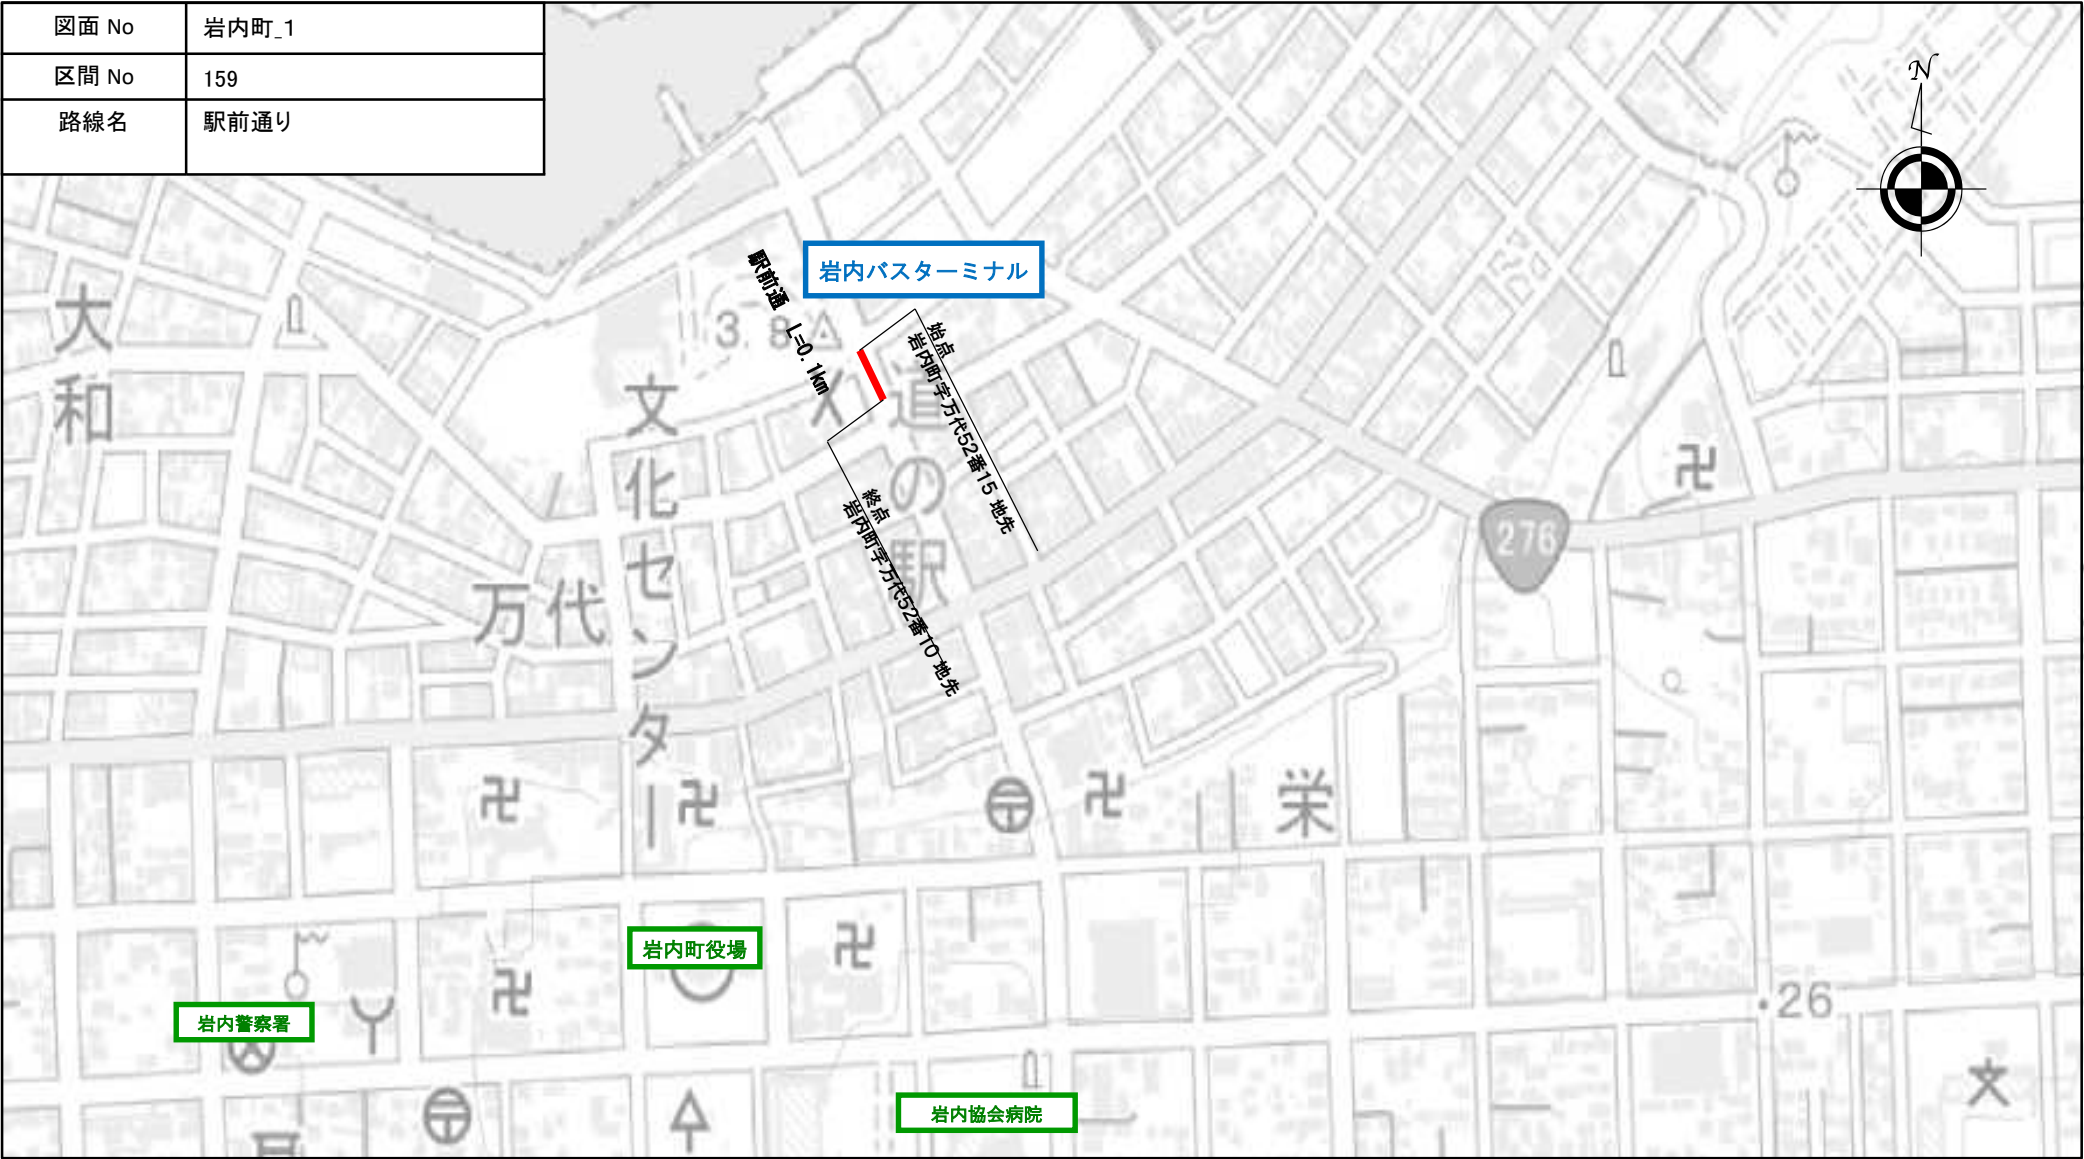 図面 No 岩内町_1
区間 No 159
路線名 駅前通り
N
岩内バスターミナル
駅前通 L=0.1km
始点
岩内町字万代52番15 地先
終点
岩内町字万代52番10 地先
3.8
大和
文化センター
道の駅
万代
276
栄
岩内町役場
岩内警察署
岩内協会病院
・26